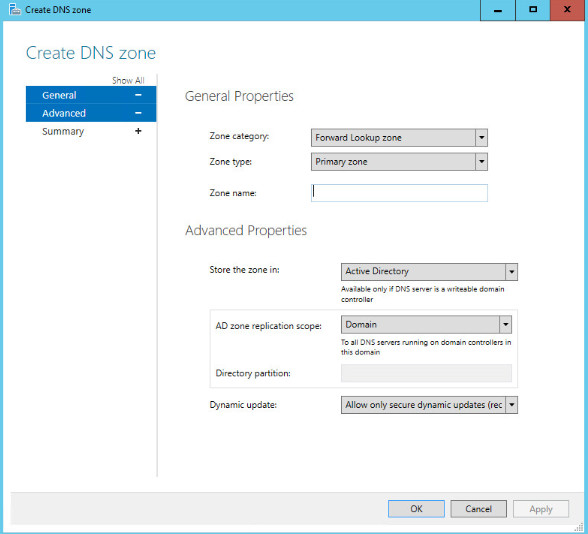 Create DNS zone
Create DNS zone
Show All
General
Advanced
Summary
General Properties
Zone category: Forward Lookup zone
Zone type: Primary zone
Zone name:
Advanced Properties
Store the zone in: Active Directory
Available only if DNS server is a writeable domain
controller
AD zone replication scope: Domain
To all DNS servers running on domain controllers in
this domain
Directory partition:
Dynamic update: Allow only secure dynamic updates (rec
OK Cancel Apply